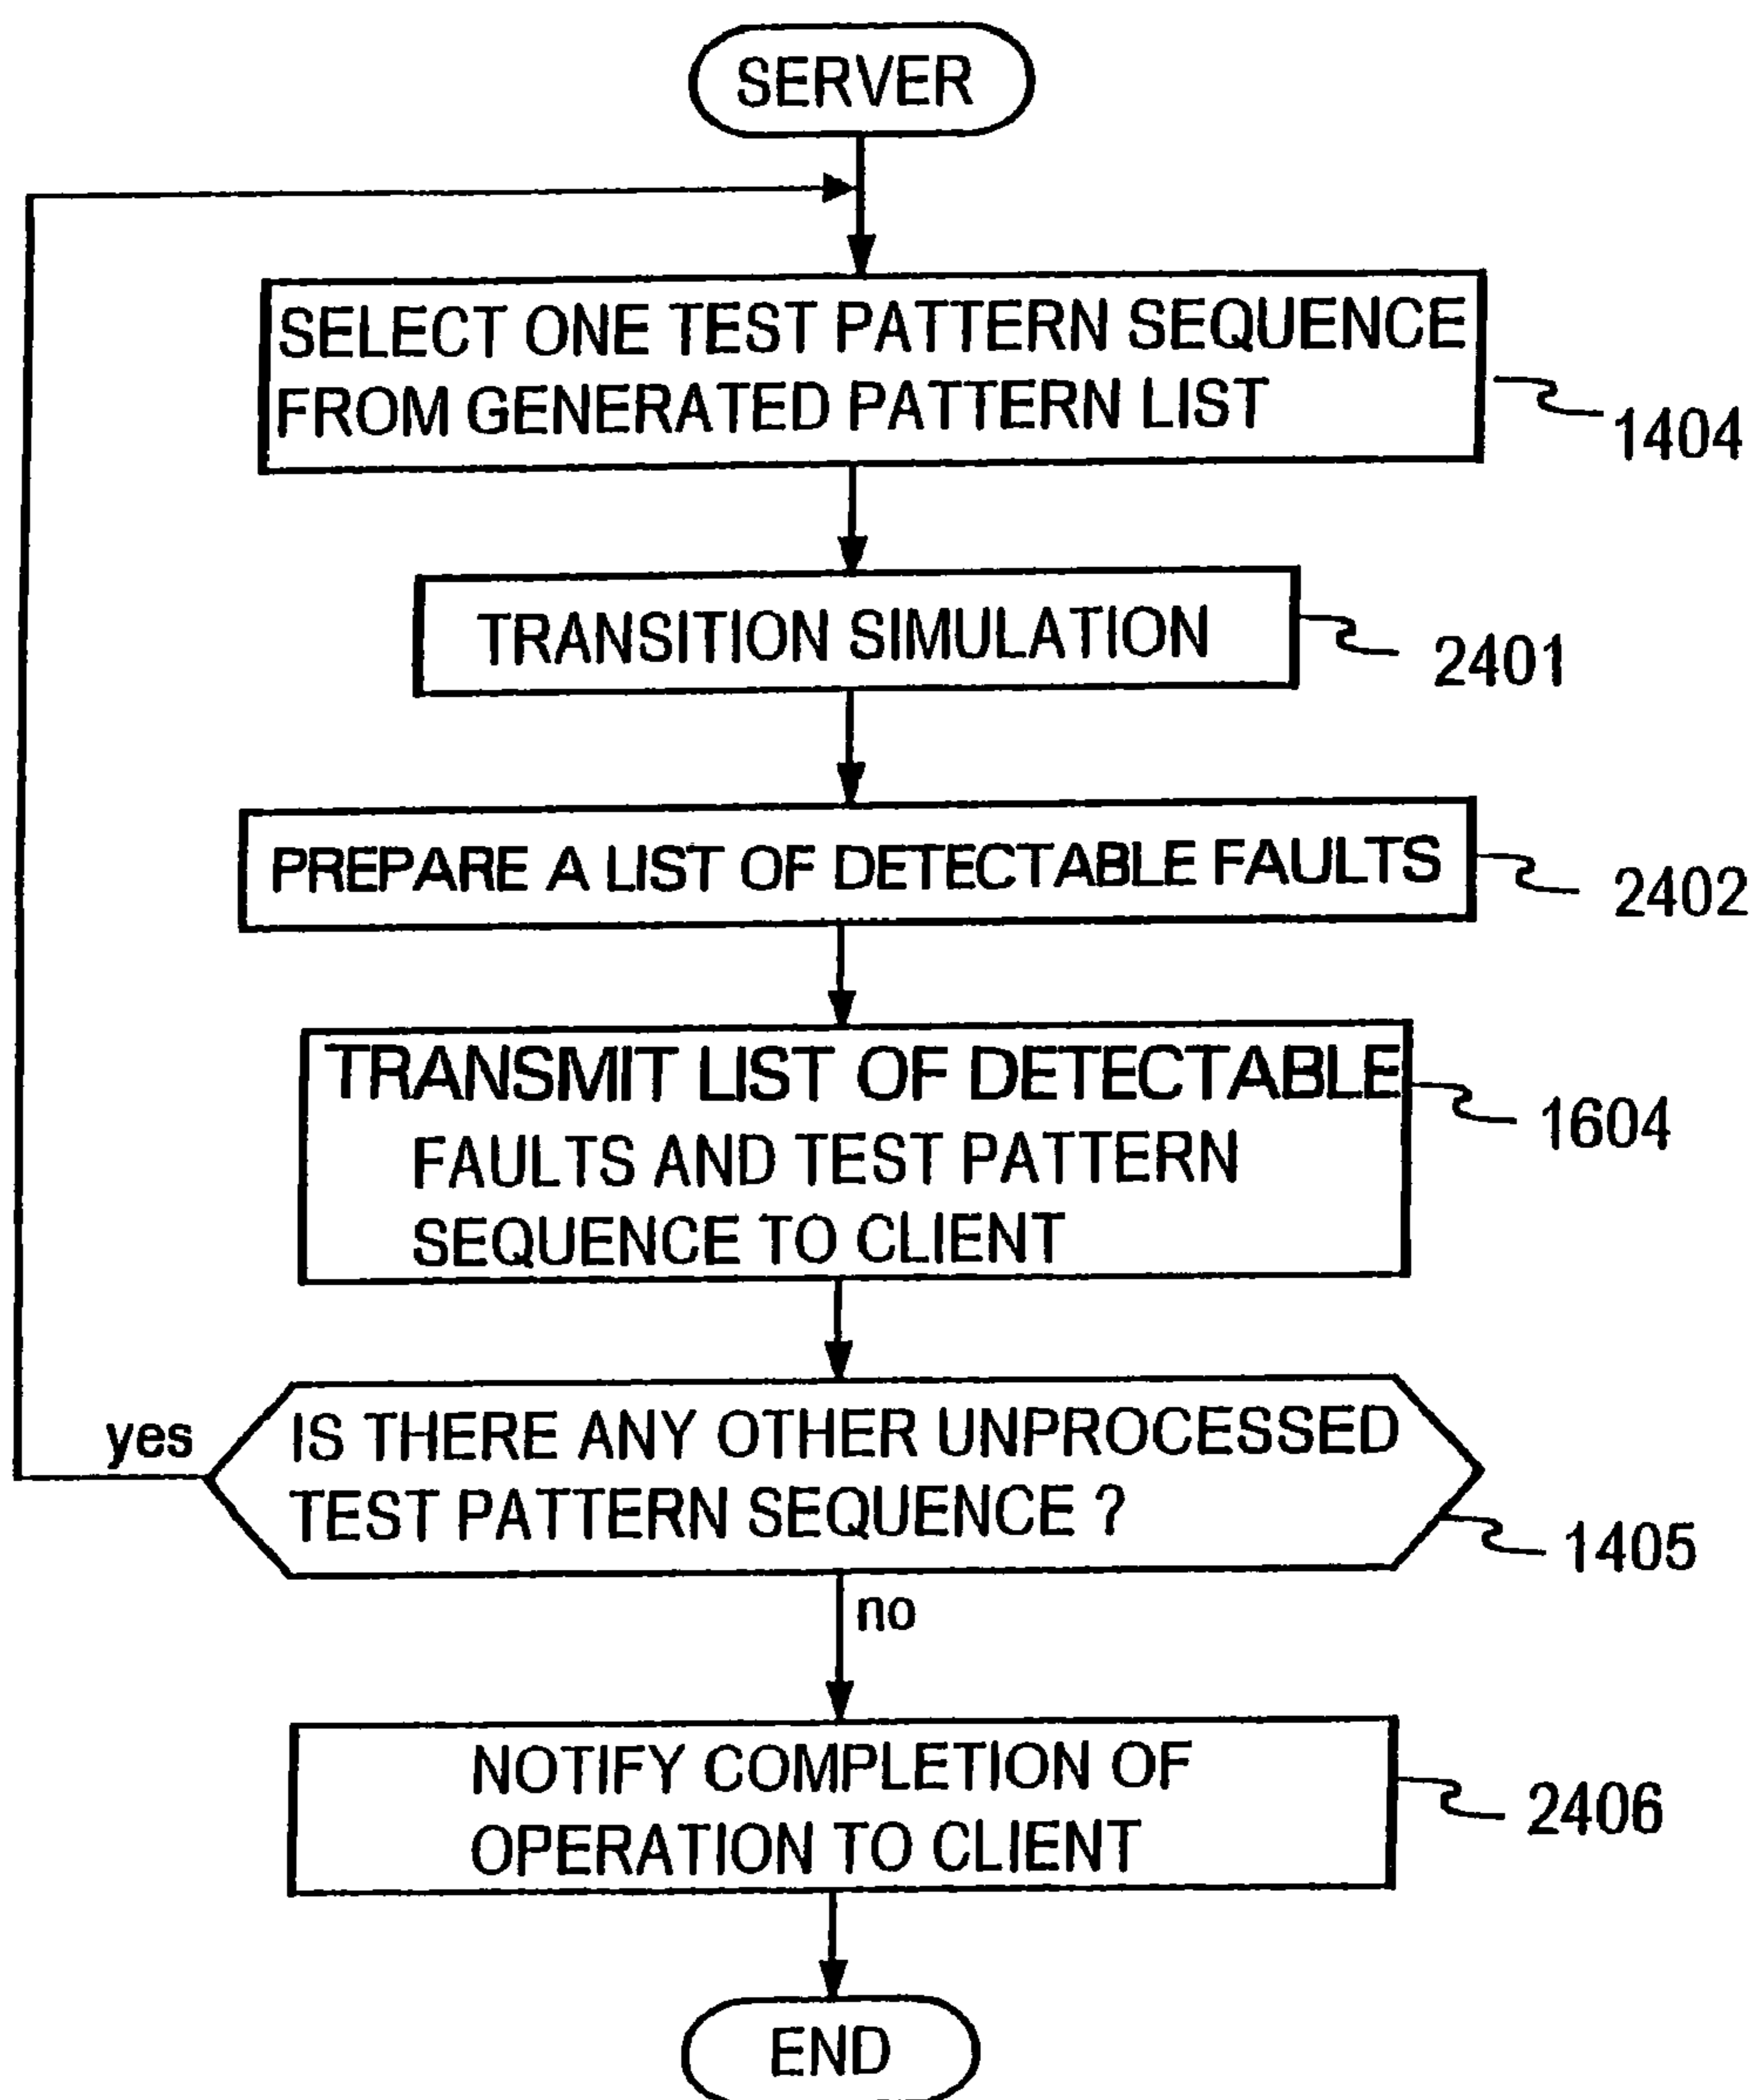 SERVER
SELECT ONE TEST PATTERN SEQUENCE
FROM GENERATED PATTERN LIST
1404
TRANSITION SIMULATION
2401
PREPARE A LIST OF DETECTABLE FAULTS
2402
TRANSMIT LIST OF DETECTABLE
FAULTS AND TEST PATTERN
SEQUENCE TO CLIENT
1604
yes
IS THERE ANY OTHER UNPROCESSED
TEST PATTERN SEQUENCE ?
1405
no
NOTIFY COMPLETION OF
OPERATION TO CLIENT
2406
END